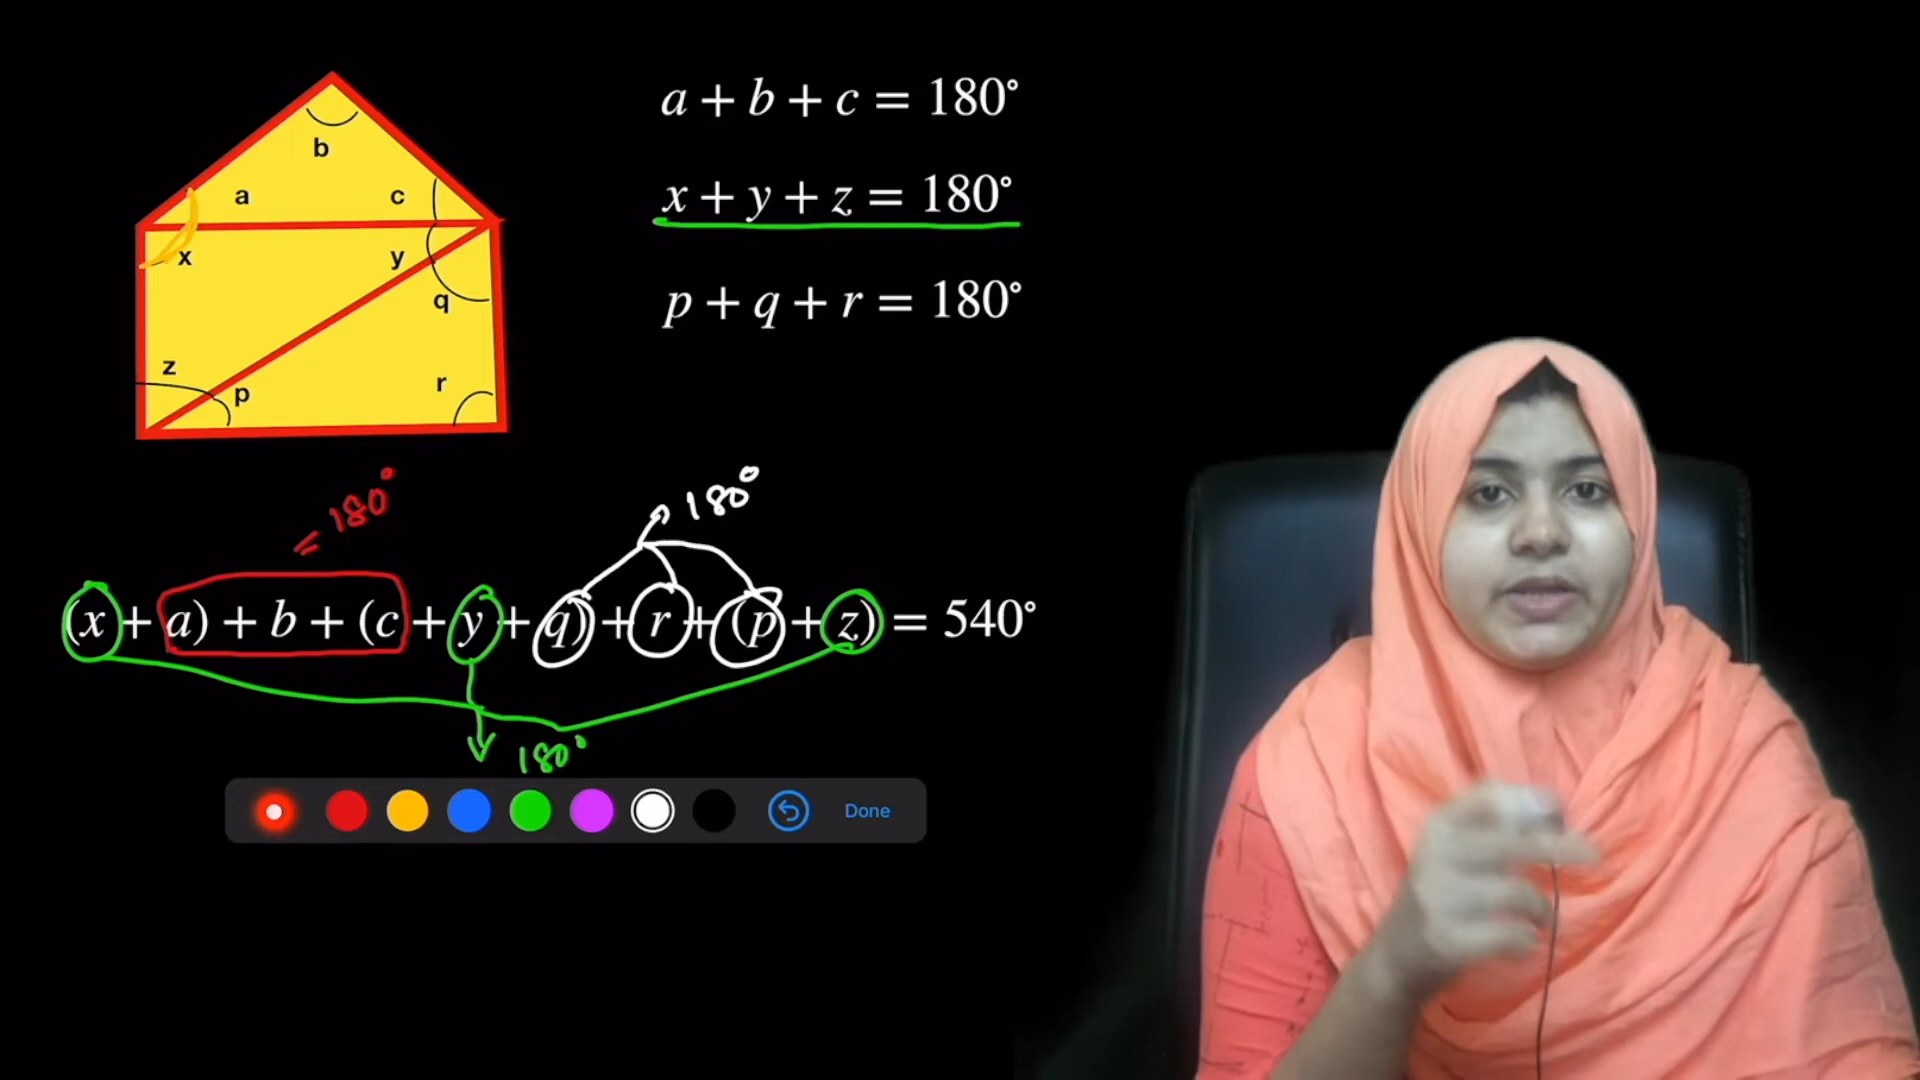 b
a c
x y
q
z
p r
a + b + c = 180°
x + y + z = 180°
p + q + r = 180°
= 180°
180°
(x + a) + b + (c + y + q) + r + (p + z) = 540°
180°
Done